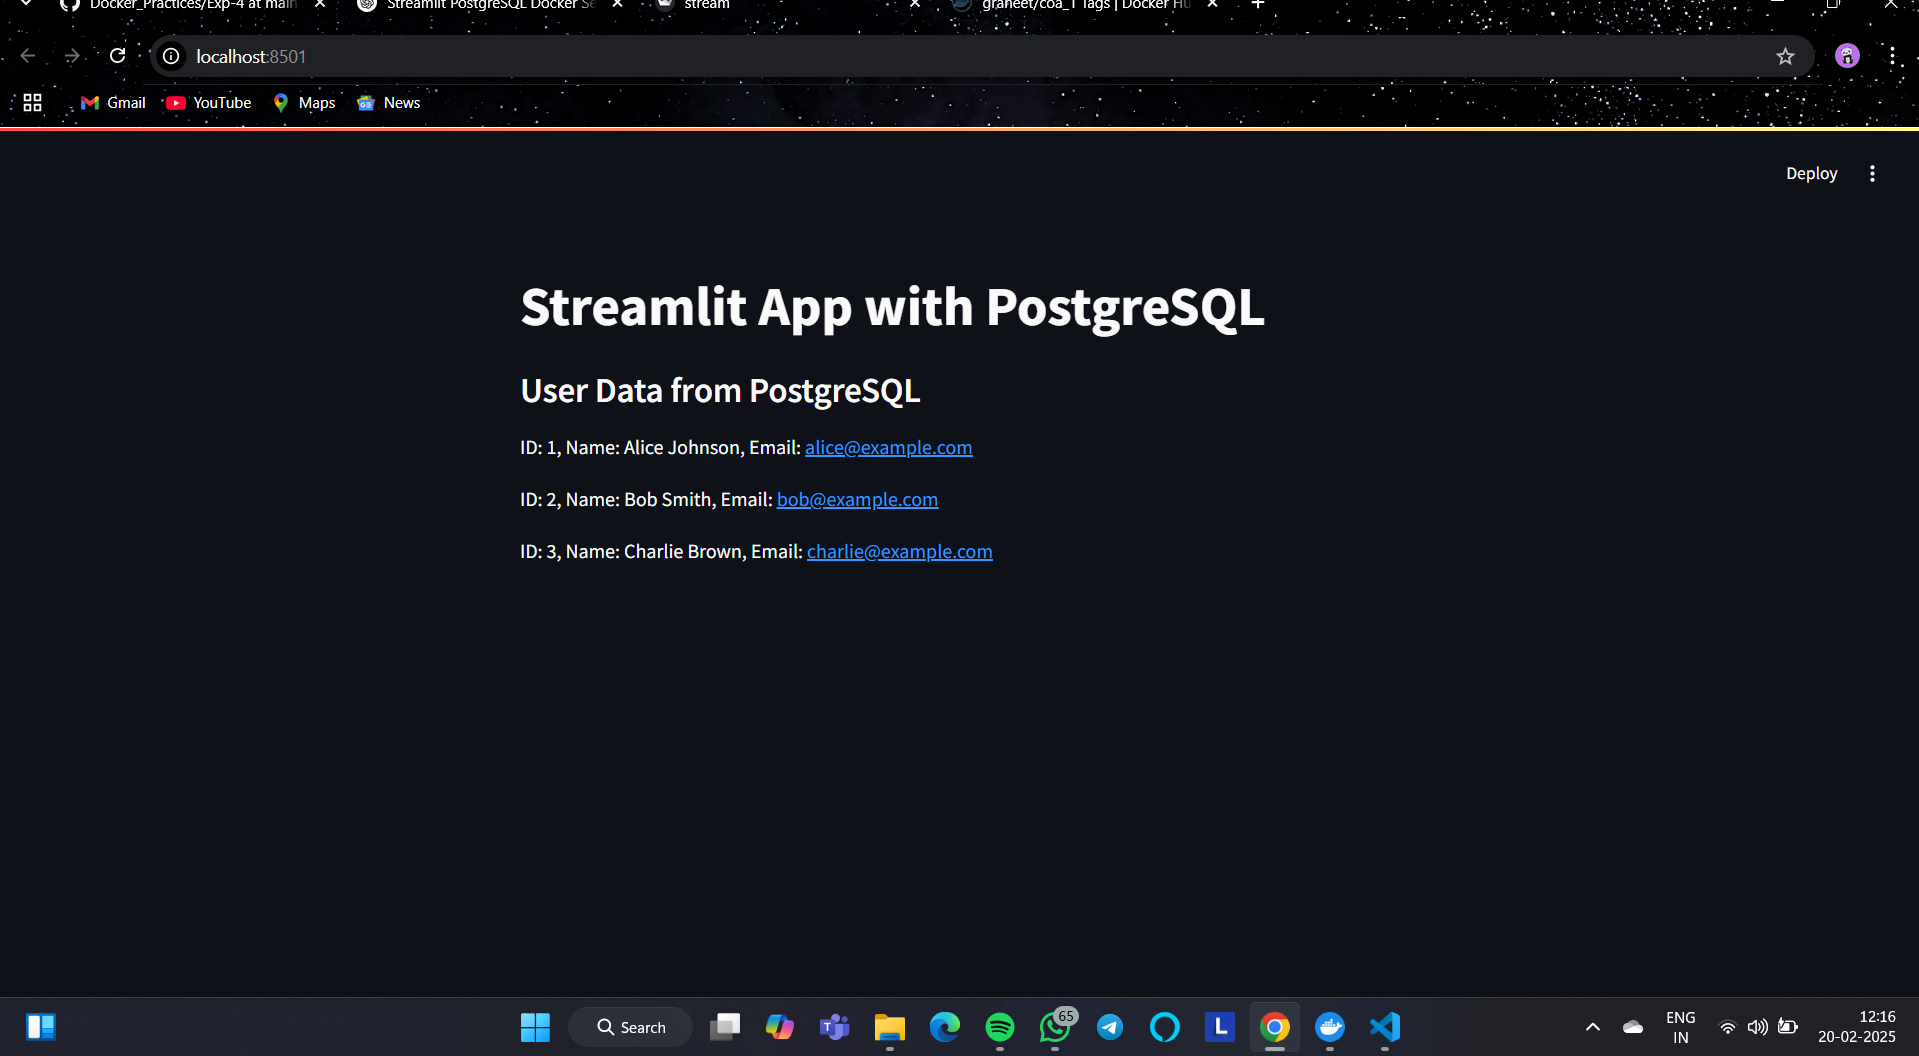 Docker_Practices/Exp-4 at main
Streamlit PostgreSQL Docker Se
stream
graneet/coa_1 Tags | Docker Hu
localhost:8501
Gmail
YouTube
Maps
News
Deploy
Streamlit App with PostgreSQL
User Data from PostgreSQL
ID: 1, Name: Alice Johnson, Email: alice@example.com
ID: 2, Name: Bob Smith, Email: bob@example.com
ID: 3, Name: Charlie Brown, Email: charlie@example.com
Search
65
ENG
IN
12:16
20-02-2025